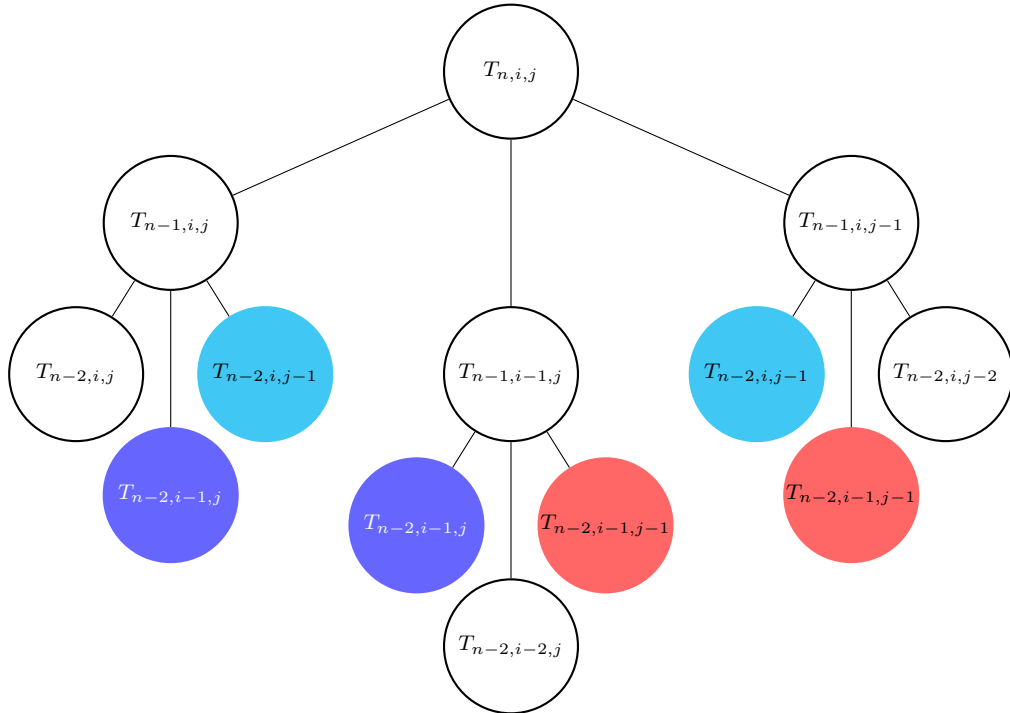 T_{n,i,j}
T_{n−1,i,j}
T_{n−1,i,j−1}
T_{n−2,i,j}
T_{n−2,i,j−1}
T_{n−1,i−1,j}
T_{n−2,i,j−1}
T_{n−2,i,j−2}
T_{n−2,i−1,j}
T_{n−2,i−1,j}
T_{n−2,i−1,j−1}
T_{n−2,i−1,j−1}
T_{n−2,i−2,j}